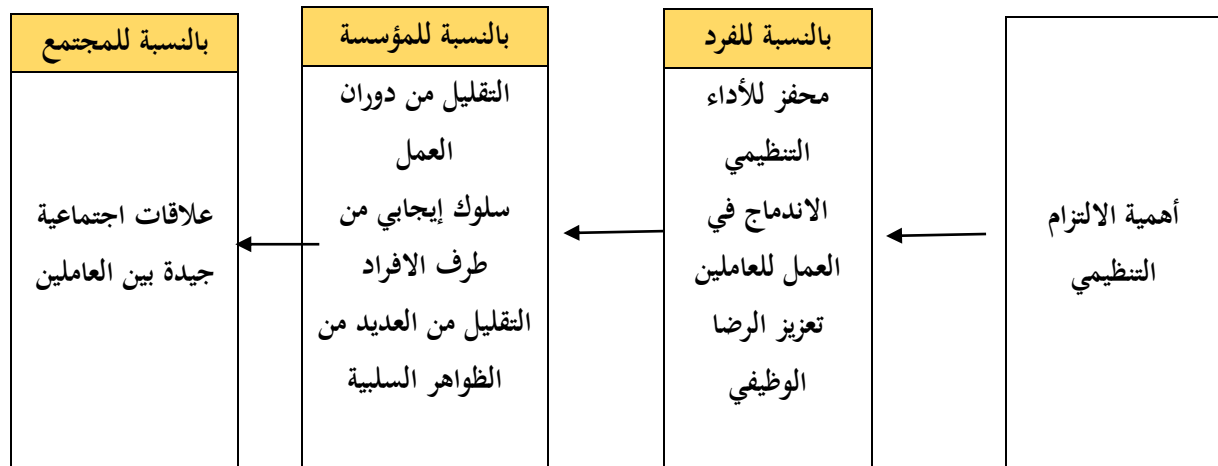 أهمية الالتزام
التنظيمي
بالنسبة للفرد
محفز للأداء
التنظيمي
الاندماج في
العمل للعاملين
تعزيز الرضا
الوظيفي
بالنسبة للمؤسسة
التقليل من دوران
العمل
سلوك إيجابي من
طرف الافراد
التقليل من العديد من
الظواهر السلبية
بالنسبة للمجتمع
علاقات اجتماعية
جيدة بين العاملين